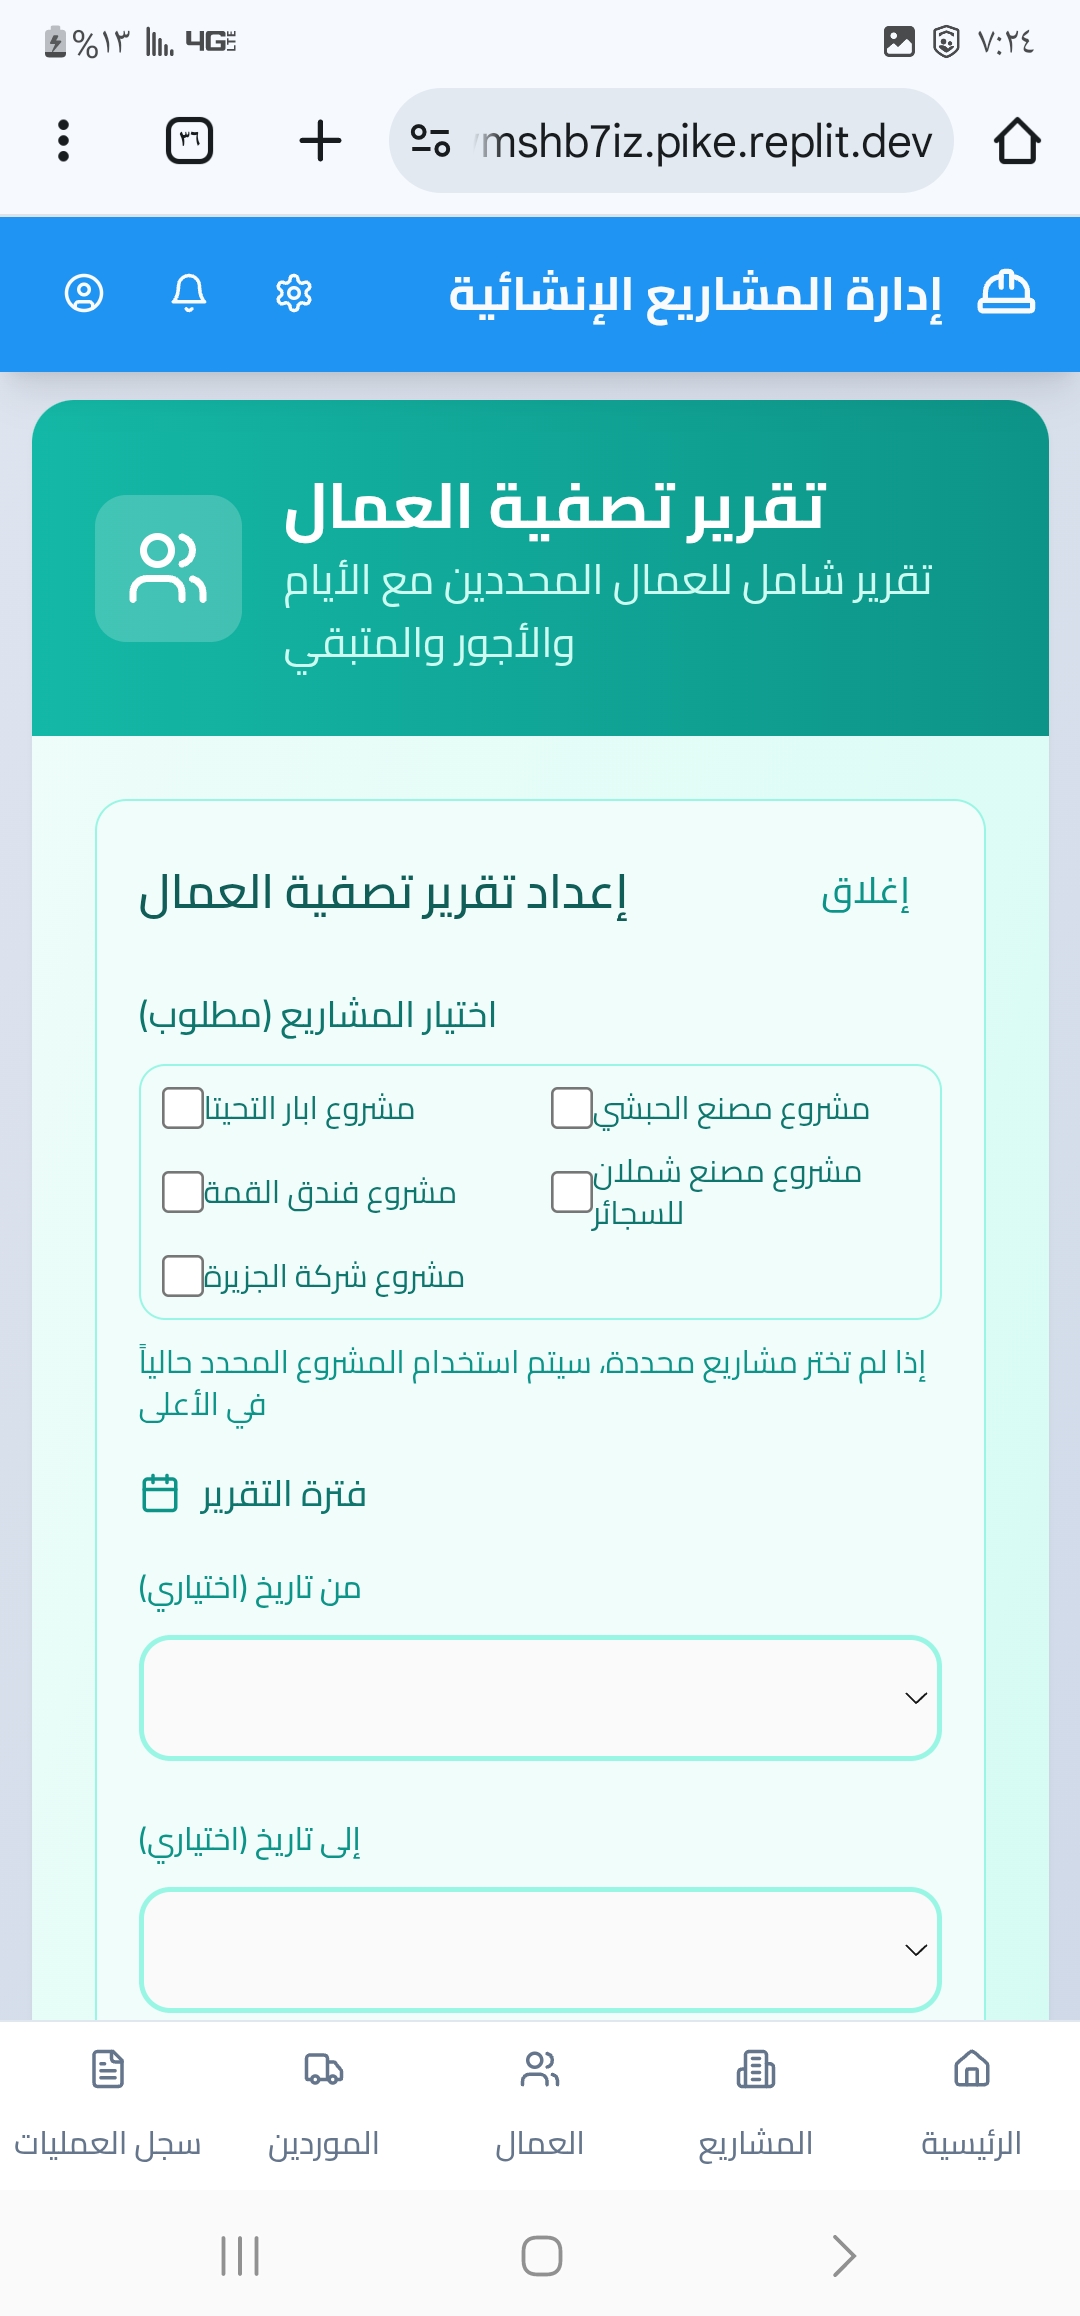 ٧:٢٤
4G LTE
%١٣
mshb7iz.pike.replit.dev
٣٦
إدارة المشاريع الإنشائية
تقرير تصفية العمال
تقرير شامل للعمال المحددين مع الأيام
والأجور والمتبقي
إعداد تقرير تصفية العمال
إغلاق
اختيار المشاريع (مطلوب)
مشروع مصنع الحبشي
مشروع ابار التحيتا
مشروع مصنع شملان
للسجائر
مشروع فندق القمة
مشروع شركة الجزيرة
إذا لم تختر مشاريع محددة، سيتم استخدام المشروع المحدد حالياً
في الأعلى
فترة التقرير
من تاريخ (اختياري)
إلى تاريخ (اختياري)
الرئيسية
المشاريع
العمال
الموردين
سجل العمليات